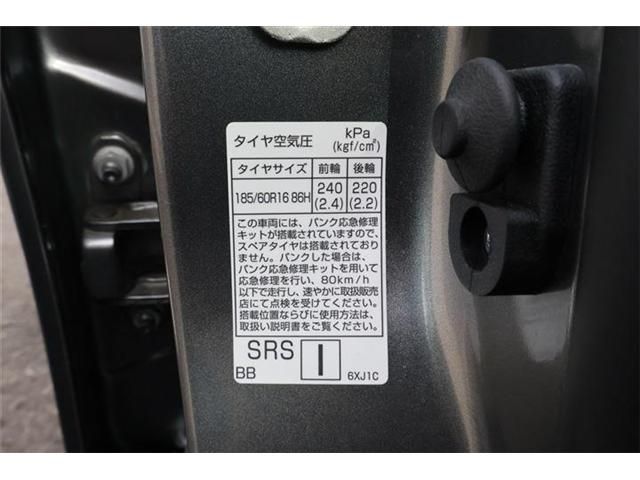 タイヤ空気圧 kPa
(kgf/c㎡)
タイヤサイズ 前輪 後輪
185/60R16 86H 240 220
(2.4) (2.2)
この車両には、パンク応急修理
キットが搭載されていますので、
スペアタイヤは搭載されており
ません。パンクした場合は、
パンク応急修理キットを用いて
応急修理を行い、80km/h
以下で走行し、速やかに取扱販売
店にて点検を受けてください。
搭載位置ならびに使用方法は、
取扱い説明書をご覧ください。
SRS I
BB 6XJ1C